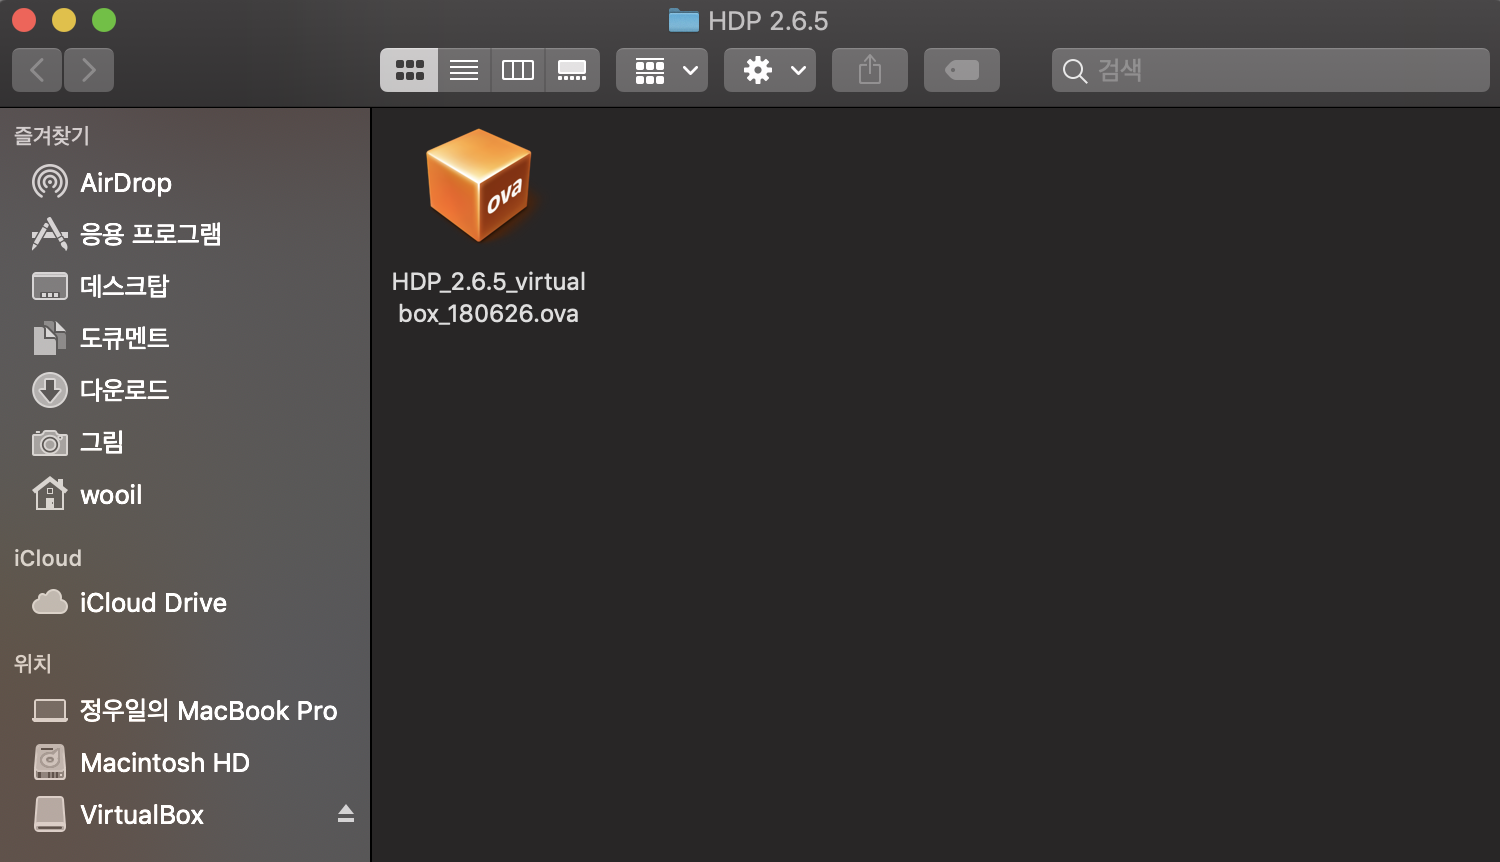 HDP 2.6.5
검색
즐겨찾기
AirDrop
응용 프로그램
데스크탑
도큐멘트
다운로드
그림
wooil
iCloud
iCloud Drive
위치
정우일의 MacBook Pro
Macintosh HD
VirtualBox
ova
HDP_2.6.5_virtual
box_180626.ova